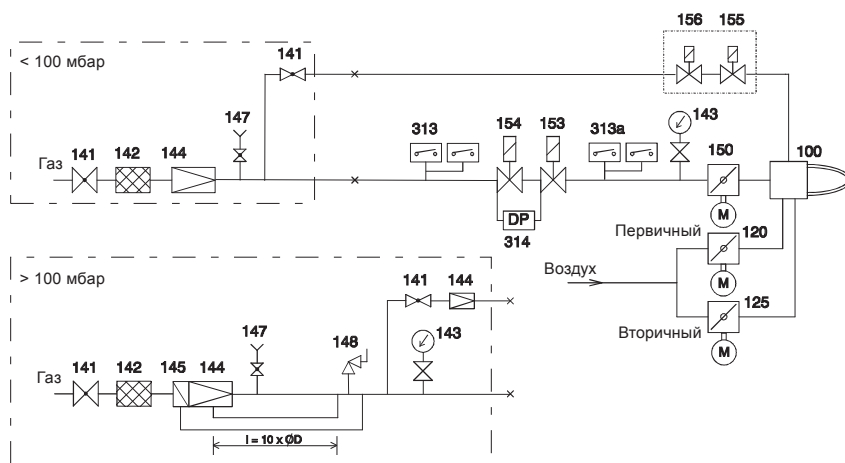 < 100 мбар
141
156 155
147
313
154 153
313a
143
Газ
141 142 144
150
100
M
DP
314
Первичный
120
M
Воздух
125
Вторичный
M
> 100 мбар
141 144
147
148
143
Газ
141 142 145 144
l = 10 x ØD